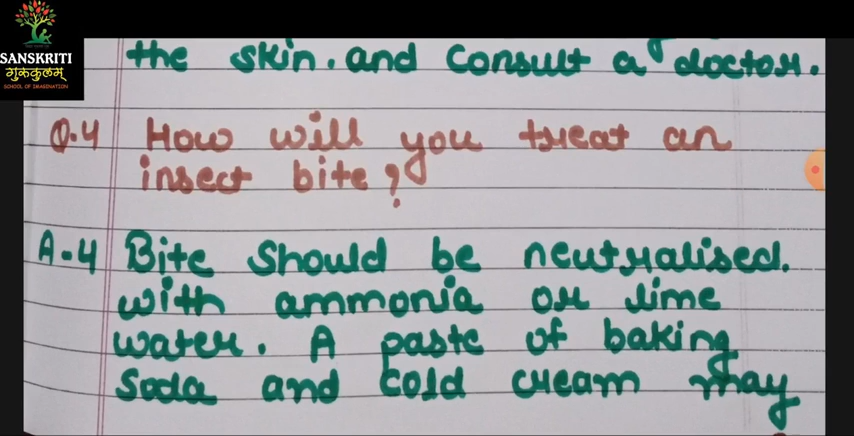 SANSKRITI
गुरुकुलम्
SCHOOL OF IMAGINATION
the skin. and consult a doctor.
Q.4 How will you treat an
insect bite?
A.4 Bite should be neutralised.
with ammonia or lime
water. A paste of baking
soda and cold cream may